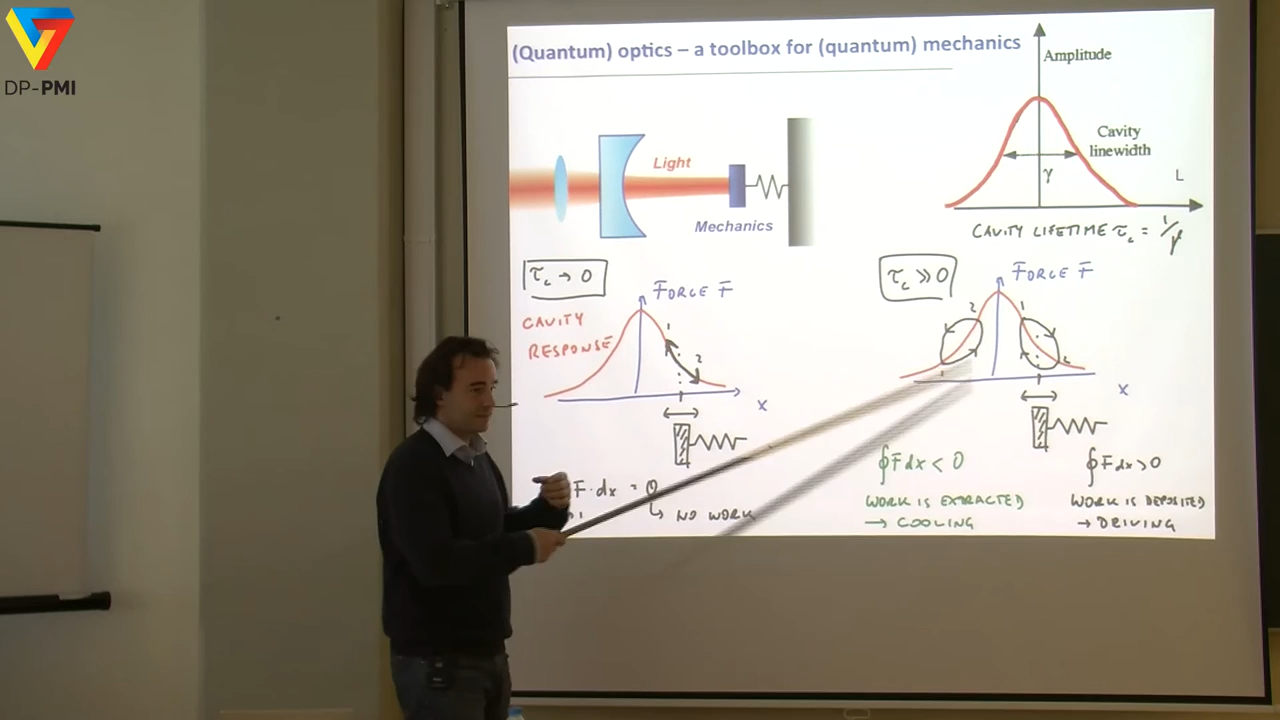 DP-PMI
(Quantum) optics – a toolbox for (quantum) mechanics
Amplitude
Cavity
linewidth
γ
L
CAVITY LIFETIME τc = 1/γ
Light
Mechanics
τc → 0
FORCE F
CAVITY
RESPONSE
1
2
x
F · dx = 0
↳ NO WORK
τc ≫ 0
FORCE F
2
1
1
2
x
∮ F dx < 0
WORK IS EXTRACTED
→ COOLING
∮ F dx > 0
WORK IS DEPOSITED
→ DRIVING